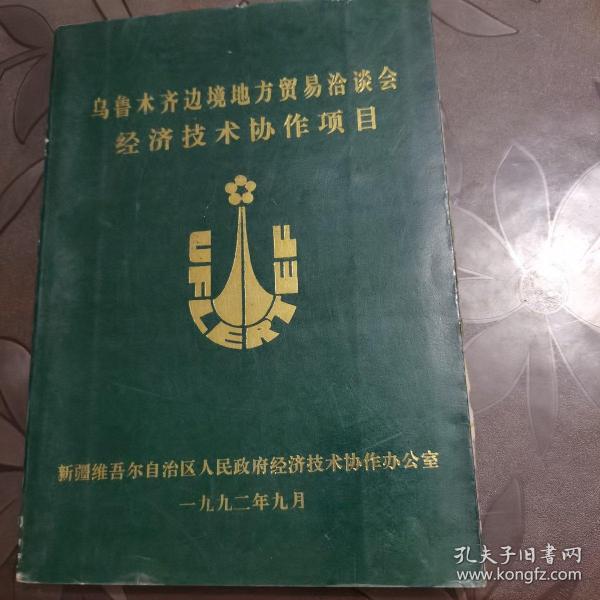 乌鲁木齐边境地方贸易洽谈会
经济技术协作项目
UFLERTEF
新疆维吾尔自治区人民政府经济技术协作办公室
一九九二年九月
孔夫子旧书网
www.kongfz.com